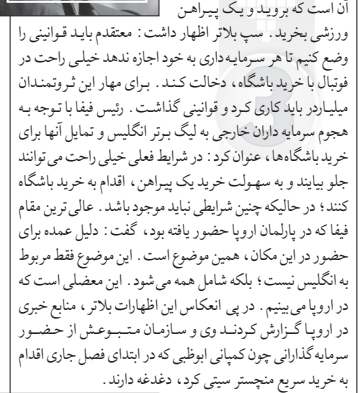 آن است که بروید و یک پیراهن
ورزشی بخرید. سپ بلاتر اظهار داشت: معتقدم باید قوانینی را
وضع کنیم تا هر سرمایه‌داری به خود اجازه ندهد خیلی راحت در
فوتبال با خرید باشگاه، دخالت کند. برای مهار این ثروتمندان
میلیاردر باید کاری کرد و قوانینی گذاشت. رئیس فیفا با توجه به
هجوم سرمایه داران خارجی به لیگ برتر انگلیس و تمایل آنها برای
خرید باشگاه‌ها، عنوان کرد: در شرایط فعلی خیلی راحت می‌توانند
جلو بیایند و به سهولت خرید یک پیراهن، اقدام به خرید باشگاه
کنند؛ در حالیکه چنین شرایطی نباید موجود باشد. عالی‌ترین مقام
فیفا که در پارلمان اروپا حضور یافته بود، گفت: دلیل عمده برای
حضور در این مکان، همین موضوع است. این موضوع فقط مربوط
به انگلیس نیست؛ بلکه شامل همه می‌شود. این معضلی است که
در اروپا می‌بینیم. در پی انعکاس این اظهارات بلاتر، منابع خبری
در اروپا گزارش کردند وی و سازمان متبوعش از حضور
سرمایه‌گذارانی چون کمپانی ابوظبی که در ابتدای فصل جاری اقدام
به خرید سریع منچستر سیتی کرد، دغدغه دارند.